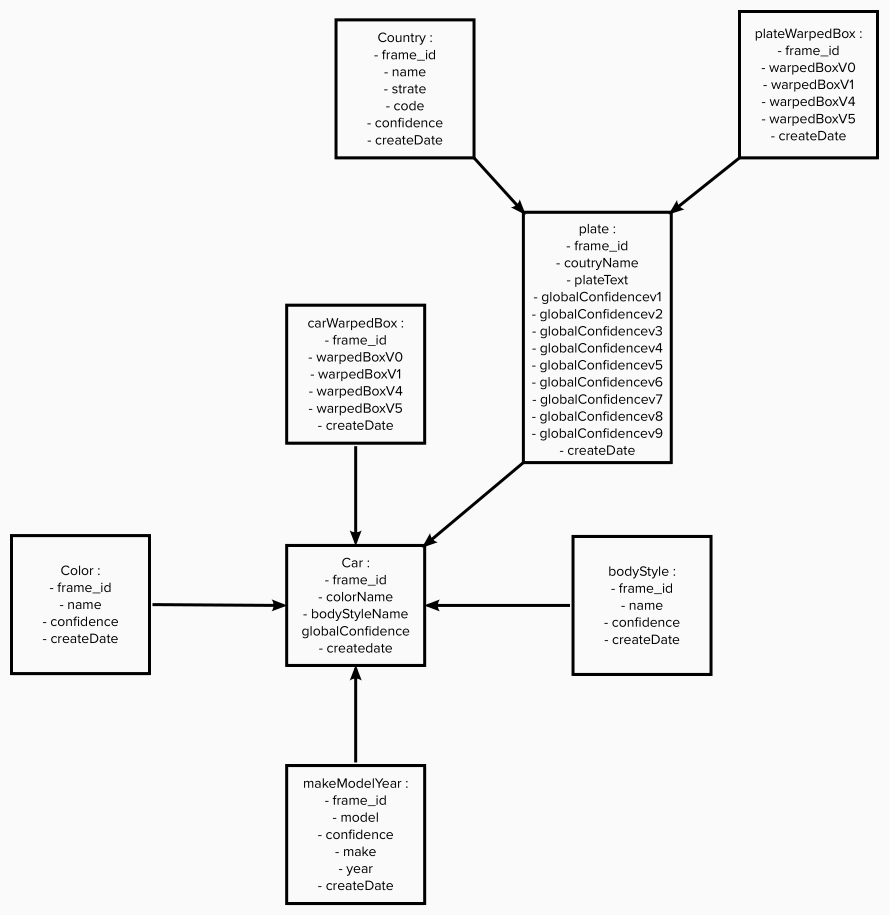 Country :
- frame_id
- name
- strate
- code
- confidence
- createDate
plateWarpedBox :
- frame_id
- warpedBoxV0
- warpedBoxV1
- warpedBoxV4
- warpedBoxV5
- createDate
plate :
- frame_id
- coutryName
- plateText
- globalConfidencev1
- globalConfidencev2
- globalConfidencev3
- globalConfidencev4
- globalConfidencev5
- globalConfidencev6
- globalConfidencev7
- globalConfidencev8
- globalConfidencev9
- createDate
carWarpedBox :
- frame_id
- warpedBoxV0
- warpedBoxV1
- warpedBoxV4
- warpedBoxV5
- createDate
Color :
- frame_id
- name
- confidence
- createDate
Car :
- frame_id
- colorName
- bodyStyleName
globalConfidence
- createdate
bodyStyle :
- frame_id
- name
- confidence
- createDate
makeModelYear :
- frame_id
- model
- confidence
- make
- year
- createDate